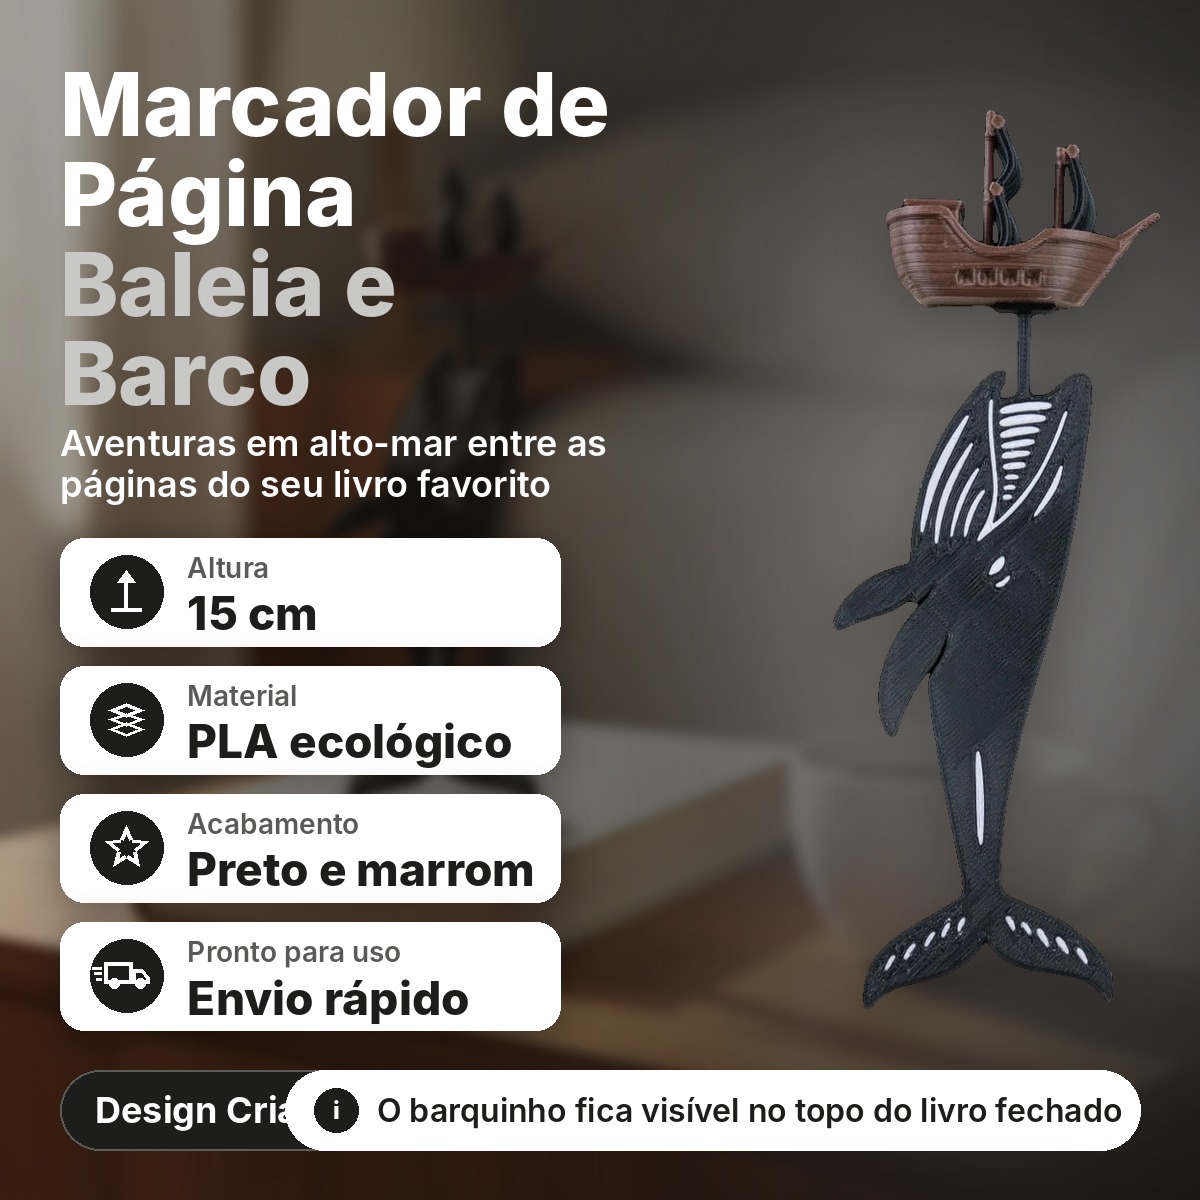 Marcador de
Página
Baleia e
Barco
Aventuras em alto-mar entre as
páginas do seu livro favorito
Altura
15 cm
Material
PLA ecológico
Acabamento
Preto e marrom
Pronto para uso
Envio rápido
Design
i O barquinho fica visível no topo do livro fechado